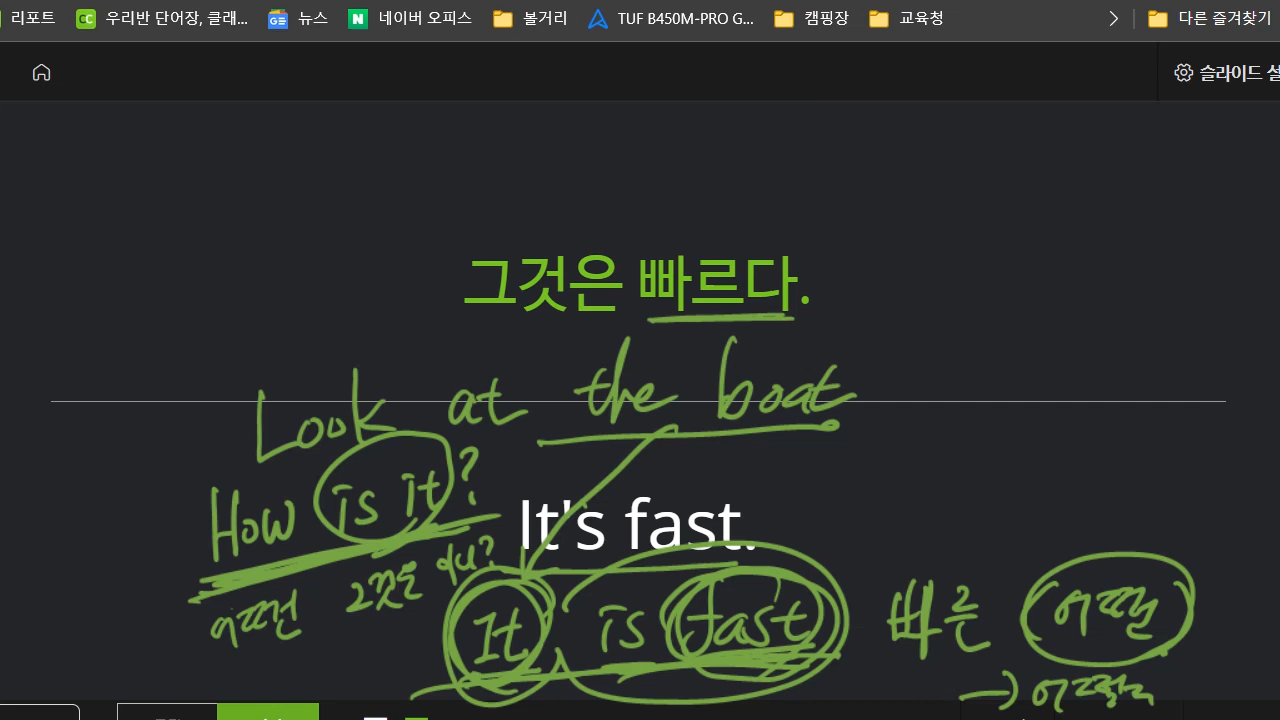 리포트 우리반 단어장, 클래... 뉴스 네이버 오피스 볼거리 TUF B450M-PRO G... 캠핑장 교육청 다른 즐겨찾기
슬라이드 설
그것은 빠르다.
Look at the boat
How is it?
It's fast.
어떠니?
그것은
It is fast 빠른